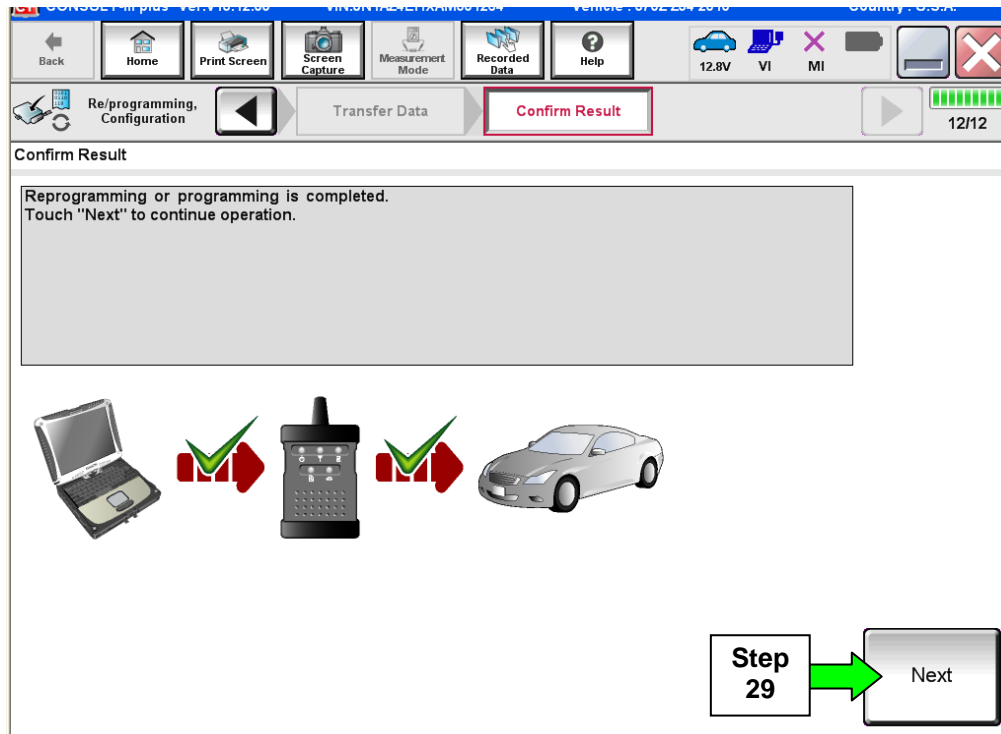 Back
Home
Print Screen
Screen
Capture
Measurement
Mode
Recorded
Data
Help
12.8V
VI
MI
Re/programming,
Configuration
Transfer Data
Confirm Result
12/12
Confirm Result
Reprogramming or programming is completed.
Touch "Next" to continue operation.
Step
29
Next